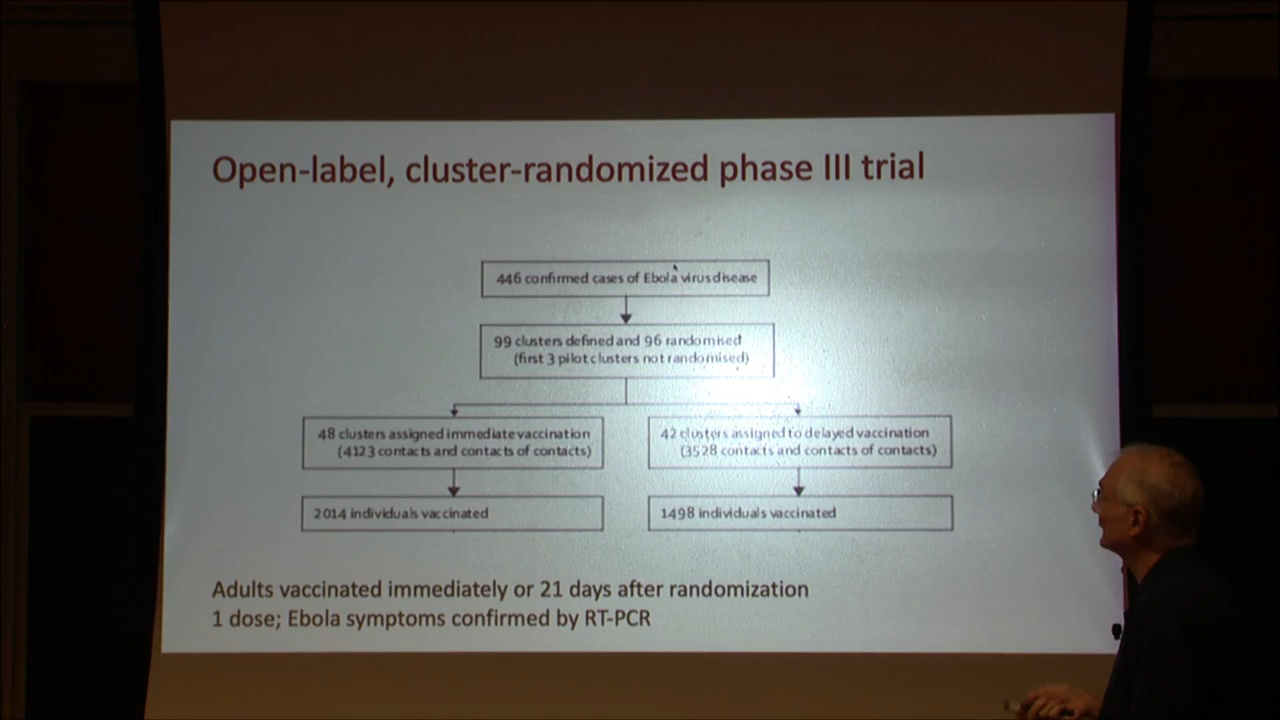 Open-label, cluster-randomized phase III trial
446 confirmed cases of Ebola virus disease
99 clusters defined and 96 randomised
(first 3 pilot clusters not randomised)
48 clusters assigned immediate vaccination
(4123 contacts and contacts of contacts)
42 clusters assigned to delayed vaccination
(3528 contacts and contacts of contacts)
2014 individuals vaccinated
1498 individuals vaccinated
Adults vaccinated immediately or 21 days after randomization
1 dose; Ebola symptoms confirmed by RT-PCR